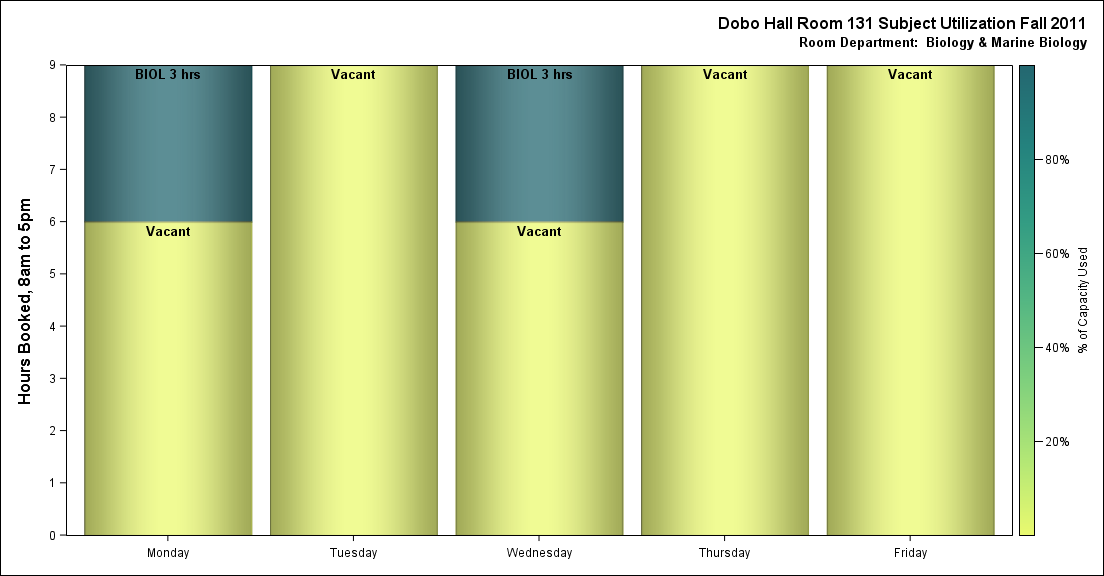 Dobo Hall Room 131 Subject Utilization Fall 2011
Room Department:  Biology & Marine Biology
Hours Booked, 8am to 5pm
9
8
7
6
5
4
3
2
1
0
BIOL 3 hrs
Vacant
Vacant
BIOL 3 hrs
Vacant
Vacant
Vacant
Monday
Tuesday
Wednesday
Thursday
Friday
80%
60%
40%
20%
% of Capacity Used